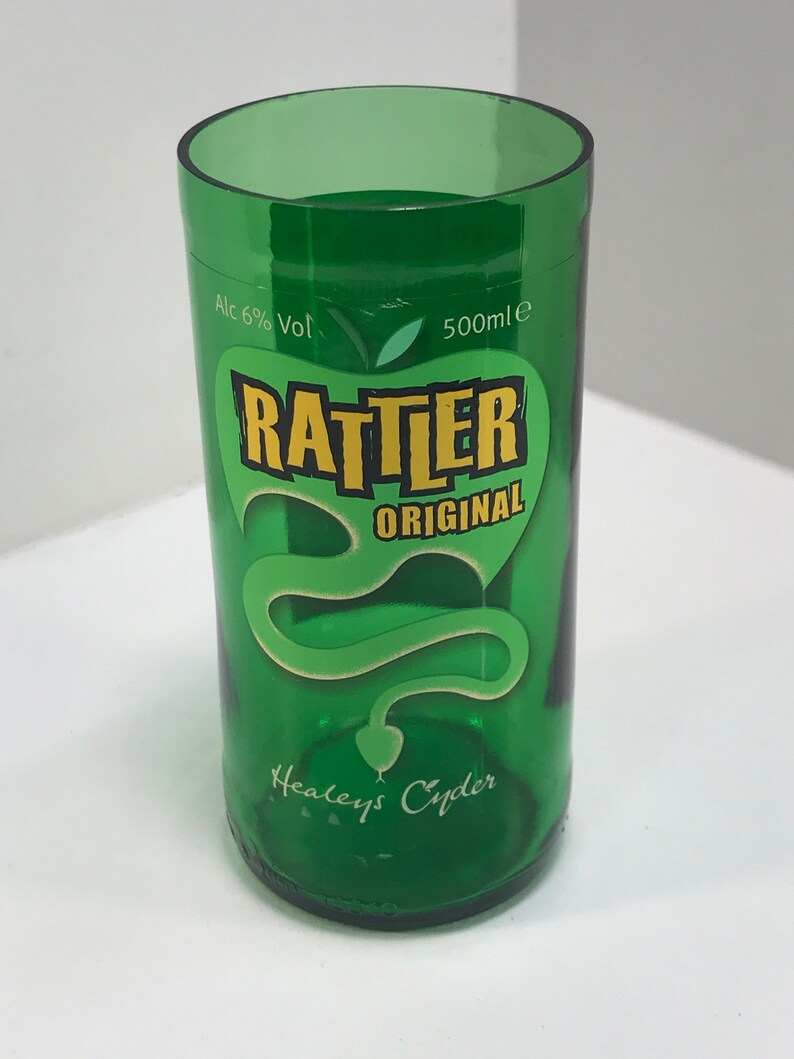 Alc 6% Vol 500ml℮
RATTLER
ORIGINAL
Healeys Cyder